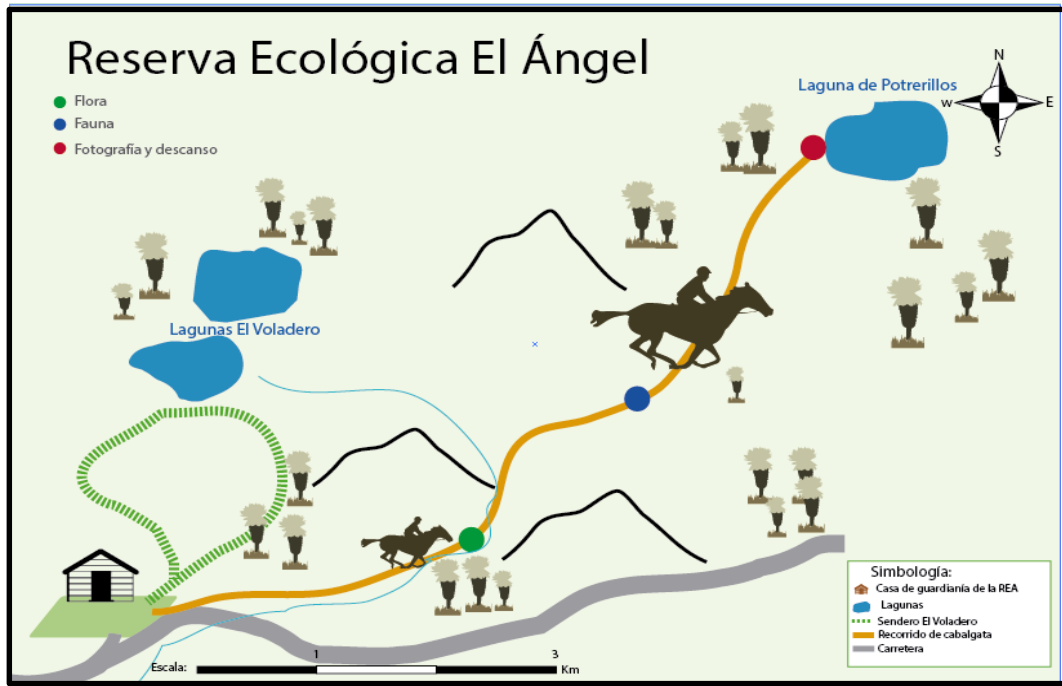 Reserva Ecológica El Ángel
Flora
Fauna
Fotografía y descanso
Laguna de Potrerillos
N
W
E
S
Lagunas El Voladero
Simbología:
Casa de guardianía de la REA
Lagunas
Sendero El Voladero
Recorrido de cabalgata
Carretera
Escala:
1
3
Km